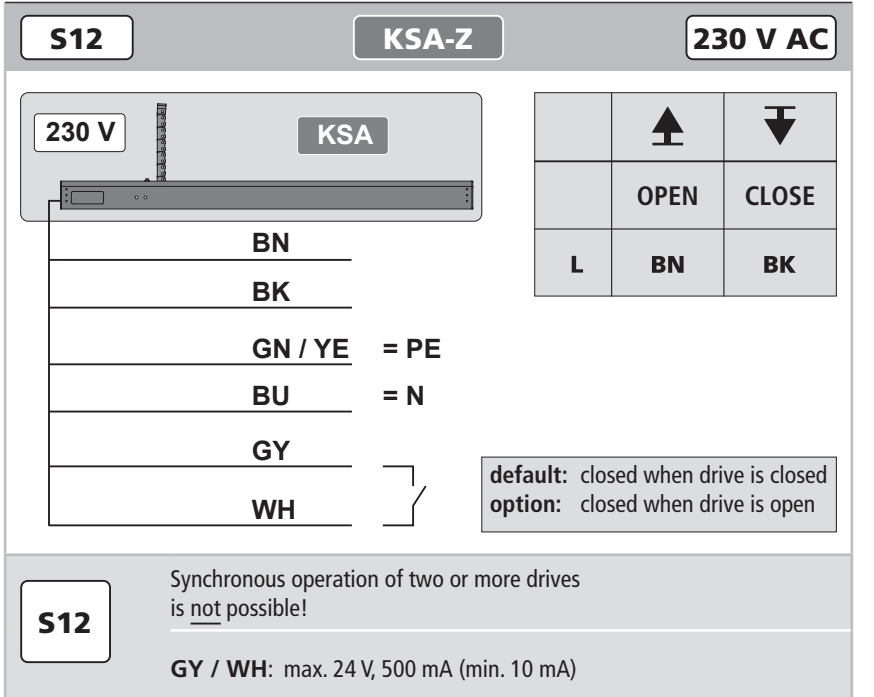 S12 KSA-Z 230 V AC
230 V KSA
OPEN CLOSE
L BN BK
BN
BK
GN / YE = PE
BU = N
GY
WH
default: closed when drive is closed
option: closed when drive is open
S12
Synchronous operation of two or more drives
is not possible!
GY / WH: max. 24 V, 500 mA (min. 10 mA)